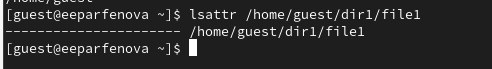 [guest@eeparfenova ~]$ lsattr /home/guest/dir1/file1
---------------------- /home/guest/dir1/file1
[guest@eeparfenova ~]$